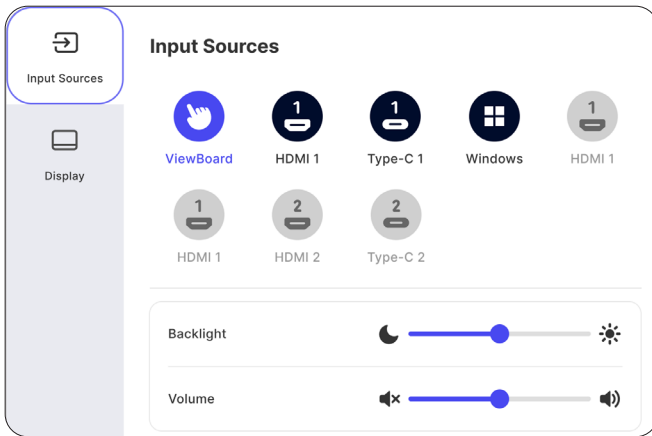 Input Sources
Input Sources
1
1
1
ViewBoard
HDMI 1
Type-C 1
Windows
HDMI 1
Display
1
2
2
HDMI 1
HDMI 2
Type-C 2
Backlight
Volume